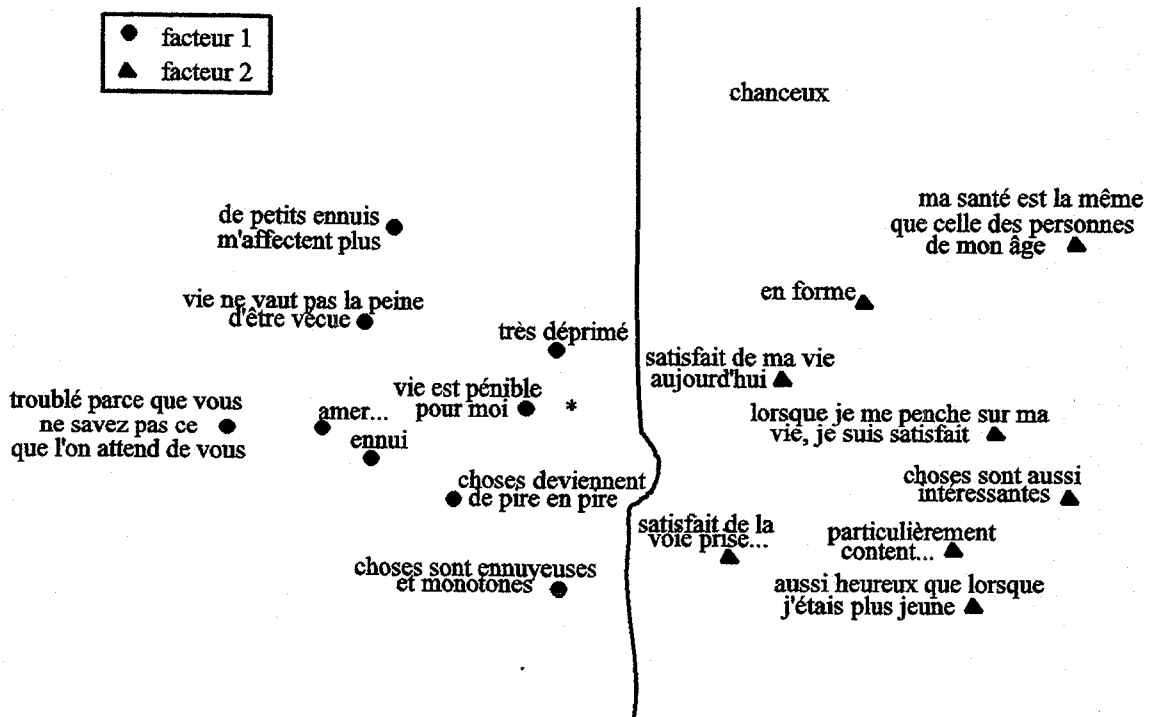 facteur 1
facteur 2
chanceux
de petits ennuis
m'affectent plus
ma santé est la même
que celle des personnes
de mon âge
vie ne vaut pas la peine
d'être vécue
en forme
très déprimé
satisfait de ma vie
aujourd'hui
vie est pénible
pour moi
*
troublé parce que vous
ne savez pas ce
que l'on attend de vous
amer...
ennui
lorsque je me penche sur ma
vie, je suis satisfait
choses deviennent
de pire en pire
choses sont aussi
intéressantes
satisfait de la
voie prise...
particulièrement
content...
choses sont ennuyeuses
et monotones
aussi heureux que lorsque
j'étais plus jeune